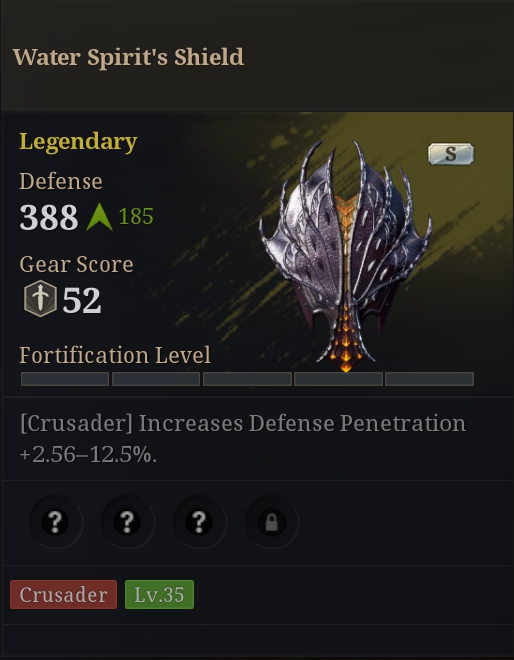 Water Spirit's Shield
Legendary
S
Defense
388 185
Gear Score
52
Fortification Level
[Crusader] Increases Defense Penetration
+2.56–12.5%.
? ? ?
Crusader Lv.35